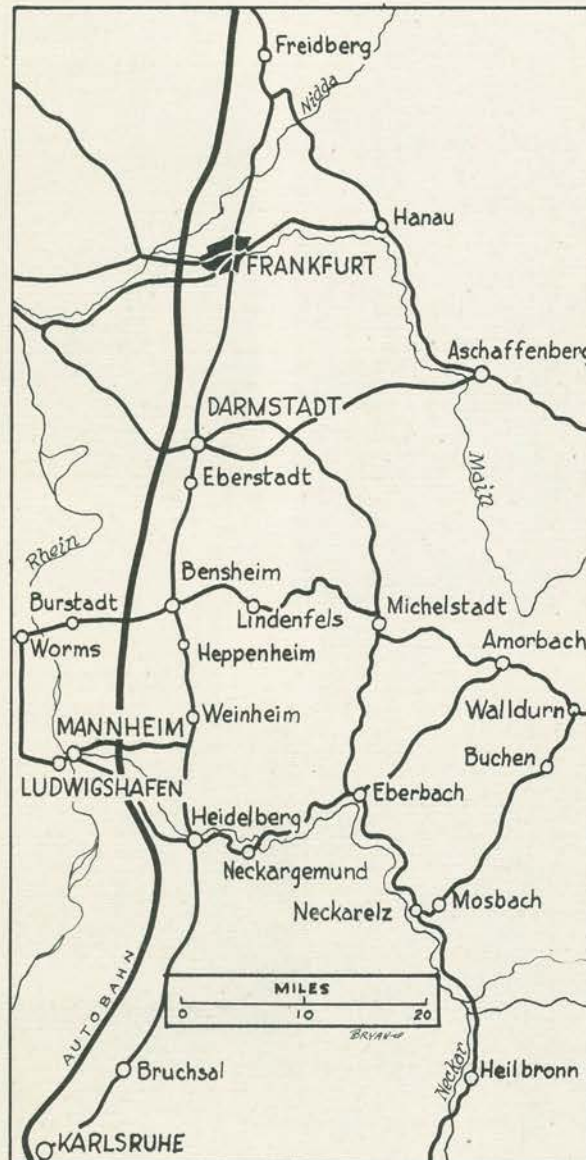 Freidberg
Nidda
Hanau
FRANKFURT
Aschaffenberg
DARMSTADT
Main
Eberstadt
Rhein
Bensheim
Burstadt
Lindenfels
Michelstadt
Worms
Heppenheim
Amorbach
Weinheim
Walldurn
MANNHEIM
Buchen
LUDWIGSHAFEN
Eberbach
Heidelberg
Neckargemund
Mosbach
Neckarelz
MILES
0 10 20
BRYAN
AUTOBAHN
Bruchsal
Neckar
Heilbronn
KARLSRUHE